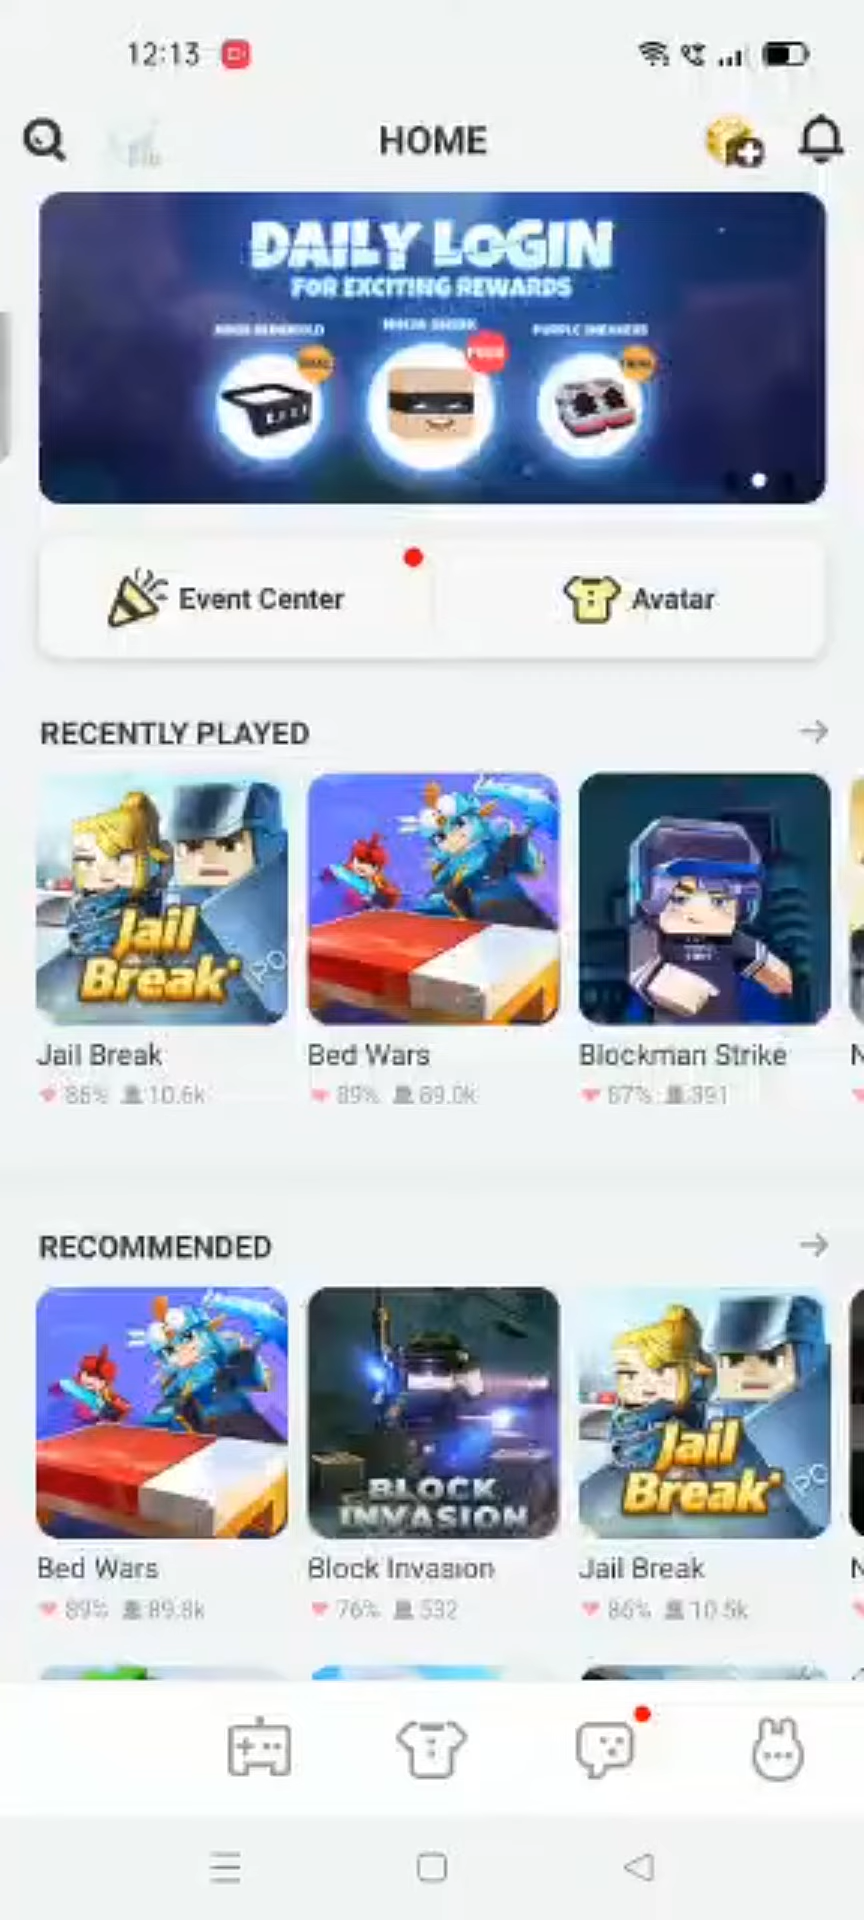 12:13
HOME
DAILY LOGIN
FOR EXCITING REWARDS
PURPLE SNEAKERS
FREE
Event Center
Avatar
RECENTLY PLAYED
Jail
Break
Jail Break
Bed Wars
Blockman Strike
N
86% 10.6k
89% 89.0k
67% 391
RECOMMENDED
BLOCK
INVASION
Jail
Break
Bed Wars
Block Invasion
Jail Break
N
89% 89.8k
76% 532
86% 10.5k